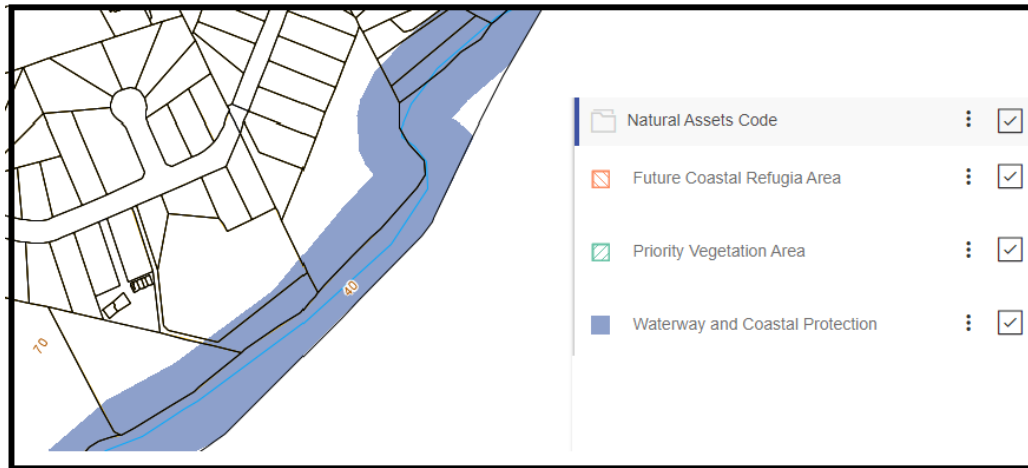 40
70
Natural Assets Code
Future Coastal Refugia Area
Priority Vegetation Area
Waterway and Coastal Protection